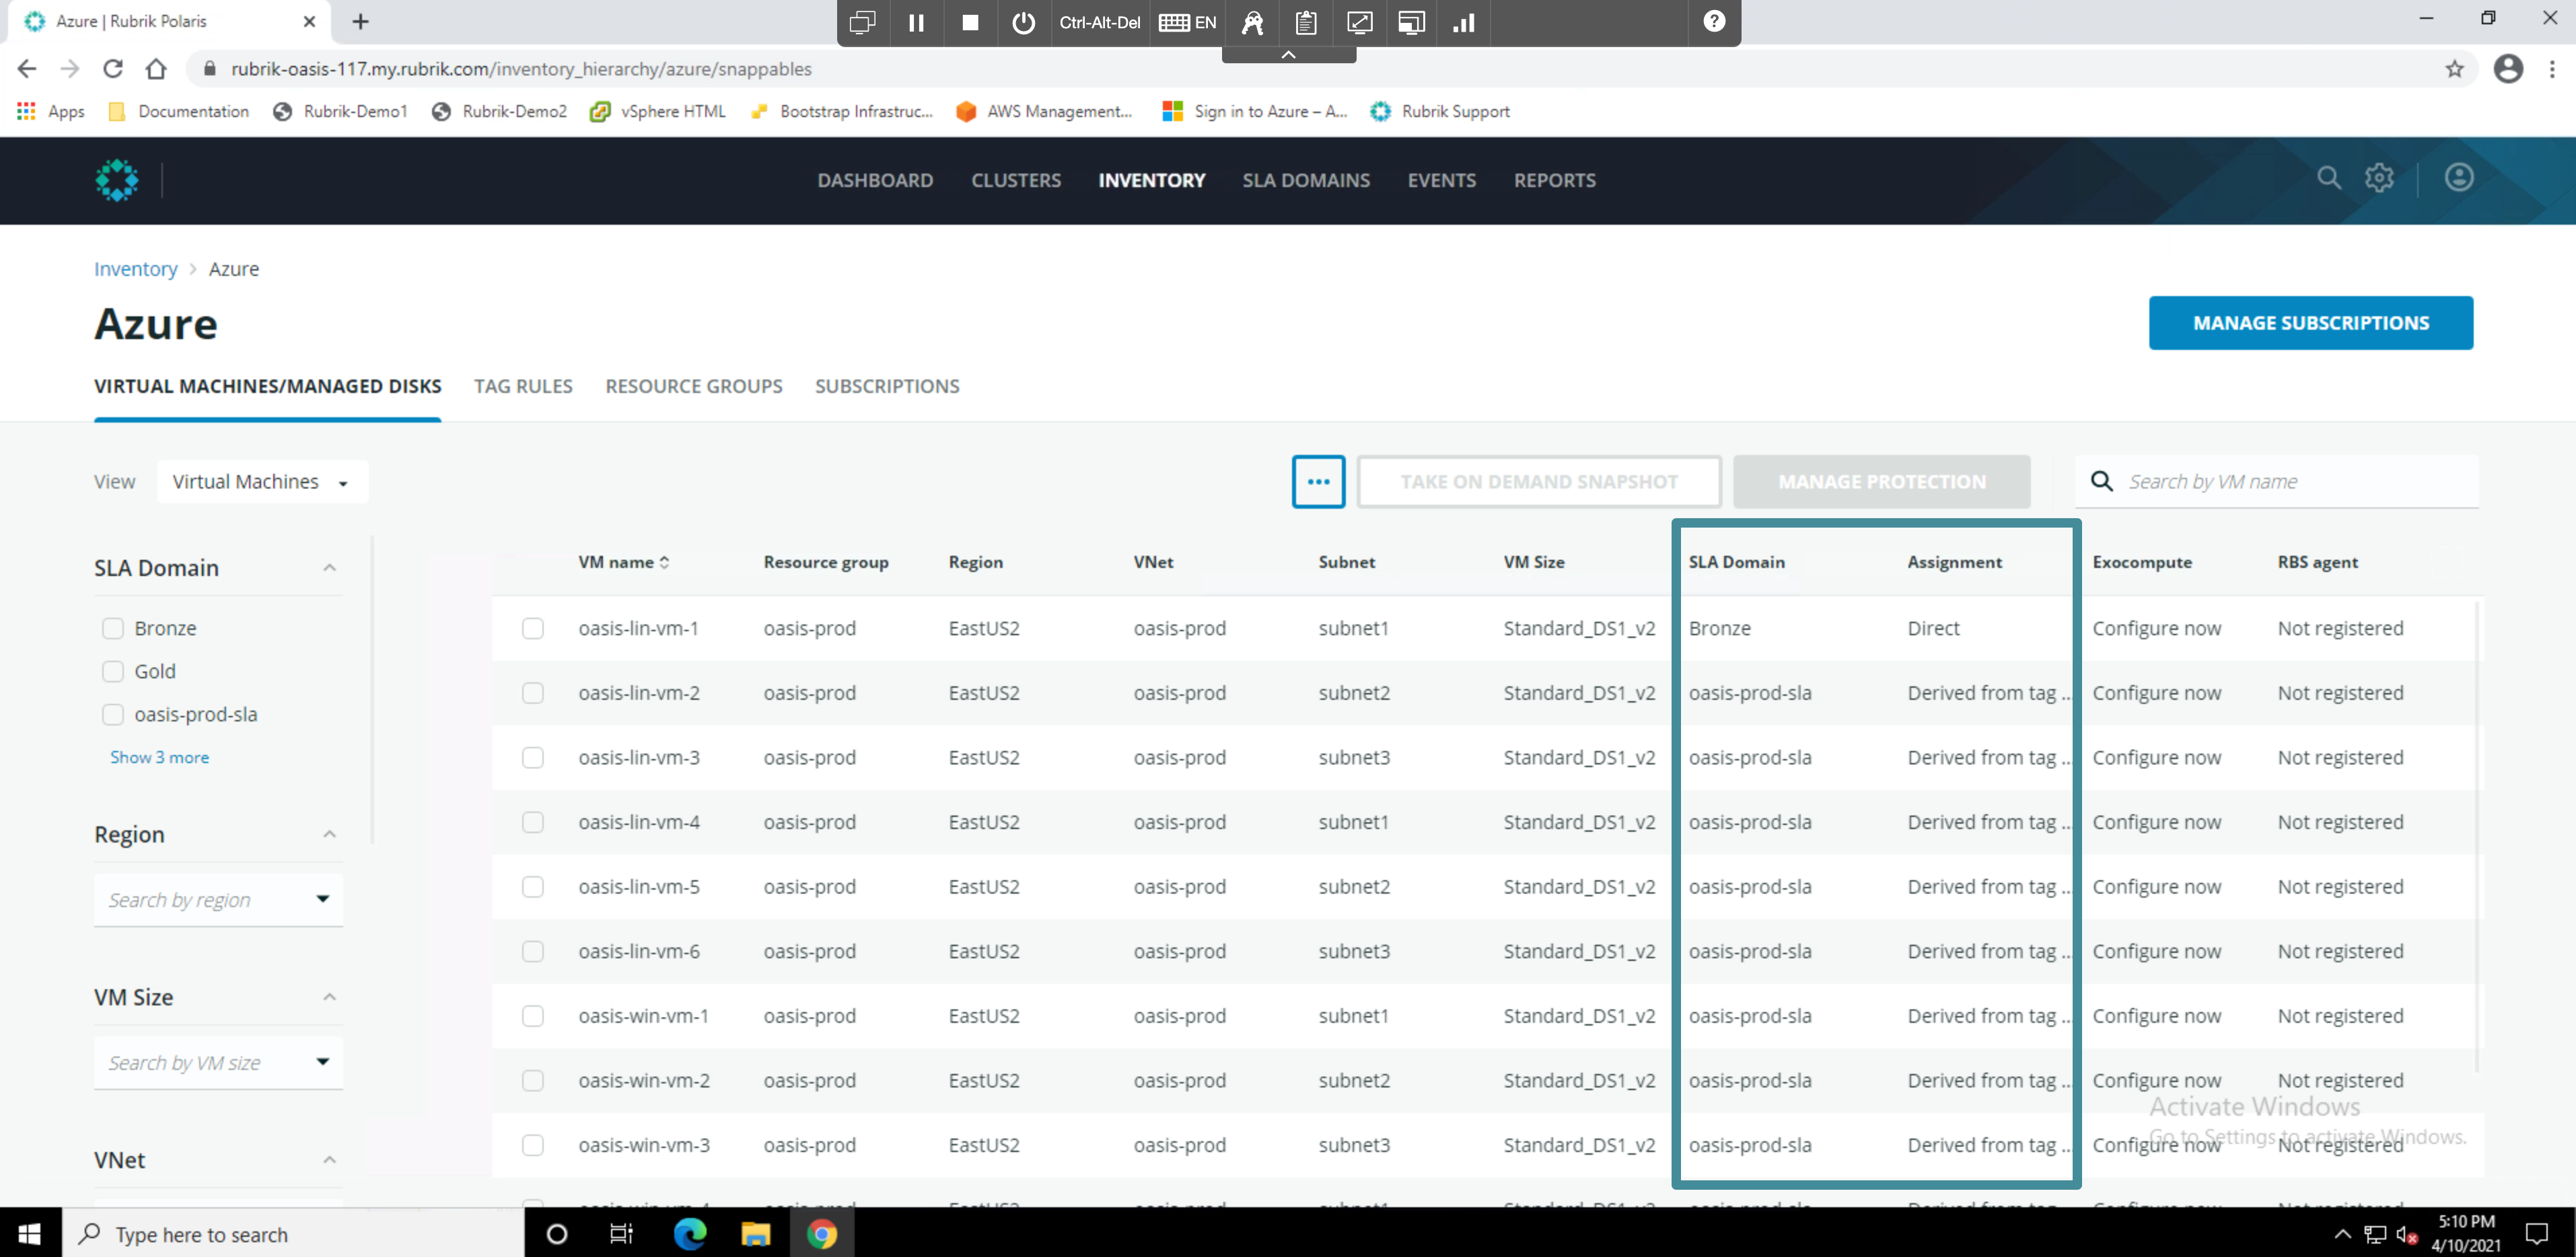 Azure | Rubrik Polaris
Ctrl-Alt-Del EN
rubrik-oasis-117.my.rubrik.com/inventory_hierarchy/azure/snappables
Apps Documentation Rubrik-Demo1 Rubrik-Demo2 vSphere HTML Bootstrap Infrastruc... AWS Management... Sign in to Azure – A... Rubrik Support
DASHBOARD CLUSTERS INVENTORY SLA DOMAINS EVENTS REPORTS
Inventory > Azure
Azure
MANAGE SUBSCRIPTIONS
VIRTUAL MACHINES/MANAGED DISKS TAG RULES RESOURCE GROUPS SUBSCRIPTIONS
View Virtual Machines
TAKE ON DEMAND SNAPSHOT MANAGE PROTECTION Search by VM name
SLA Domain
Bronze
Gold
oasis-prod-sla
Show 3 more
Region
Search by region
VM Size
Search by VM size
VNet
VM name Resource group Region VNet Subnet VM Size SLA Domain Assignment Exocompute RBS agent
oasis-lin-vm-1 oasis-prod EastUS2 oasis-prod subnet1 Standard_DS1_v2 Bronze Direct Configure now Not registered
oasis-lin-vm-2 oasis-prod EastUS2 oasis-prod subnet2 Standard_DS1_v2 oasis-prod-sla Derived from tag ... Configure now Not registered
oasis-lin-vm-3 oasis-prod EastUS2 oasis-prod subnet3 Standard_DS1_v2 oasis-prod-sla Derived from tag ... Configure now Not registered
oasis-lin-vm-4 oasis-prod EastUS2 oasis-prod subnet1 Standard_DS1_v2 oasis-prod-sla Derived from tag ... Configure now Not registered
oasis-lin-vm-5 oasis-prod EastUS2 oasis-prod subnet2 Standard_DS1_v2 oasis-prod-sla Derived from tag ... Configure now Not registered
oasis-lin-vm-6 oasis-prod EastUS2 oasis-prod subnet3 Standard_DS1_v2 oasis-prod-sla Derived from tag ... Configure now Not registered
oasis-win-vm-1 oasis-prod EastUS2 oasis-prod subnet1 Standard_DS1_v2 oasis-prod-sla Derived from tag ... Configure now Not registered
oasis-win-vm-2 oasis-prod EastUS2 oasis-prod subnet2 Standard_DS1_v2 oasis-prod-sla Derived from tag ... Configure now Not registered
oasis-win-vm-3 oasis-prod EastUS2 oasis-prod subnet3 Standard_DS1_v2 oasis-prod-sla Derived from tag ... Configure now Not registered
Activate Windows
Go to Settings to activate Windows.
Type here to search
5:10 PM
4/10/2021